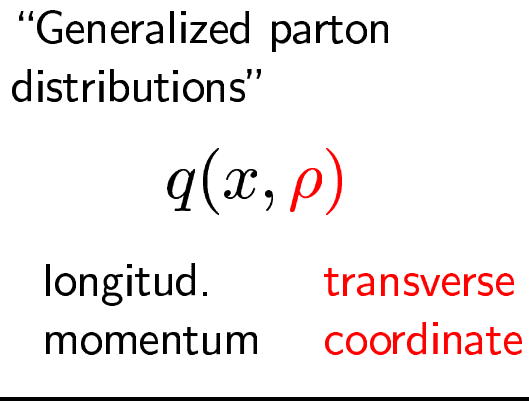 “Generalized parton
distributions”
q(x, ρ)
longitud. transverse
momentum coordinate